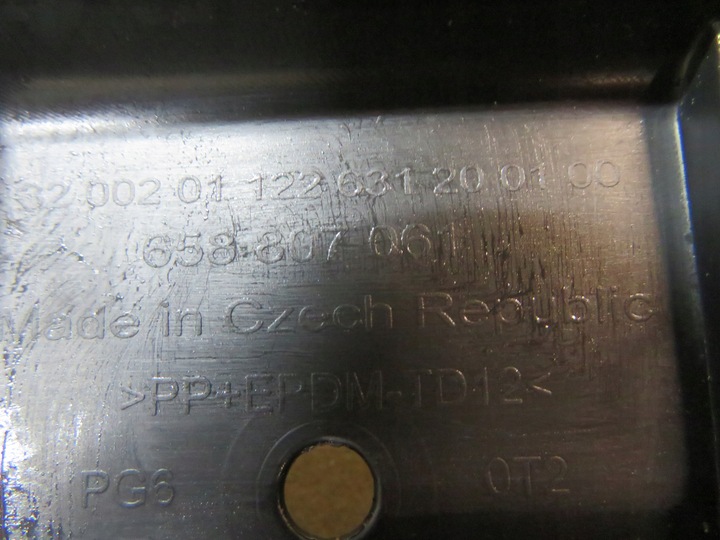 32 002 01 122 631 20 01 00
658 807 061
Made in Czech Republic
>PP+EPDM-TD12<
PG6 0T2